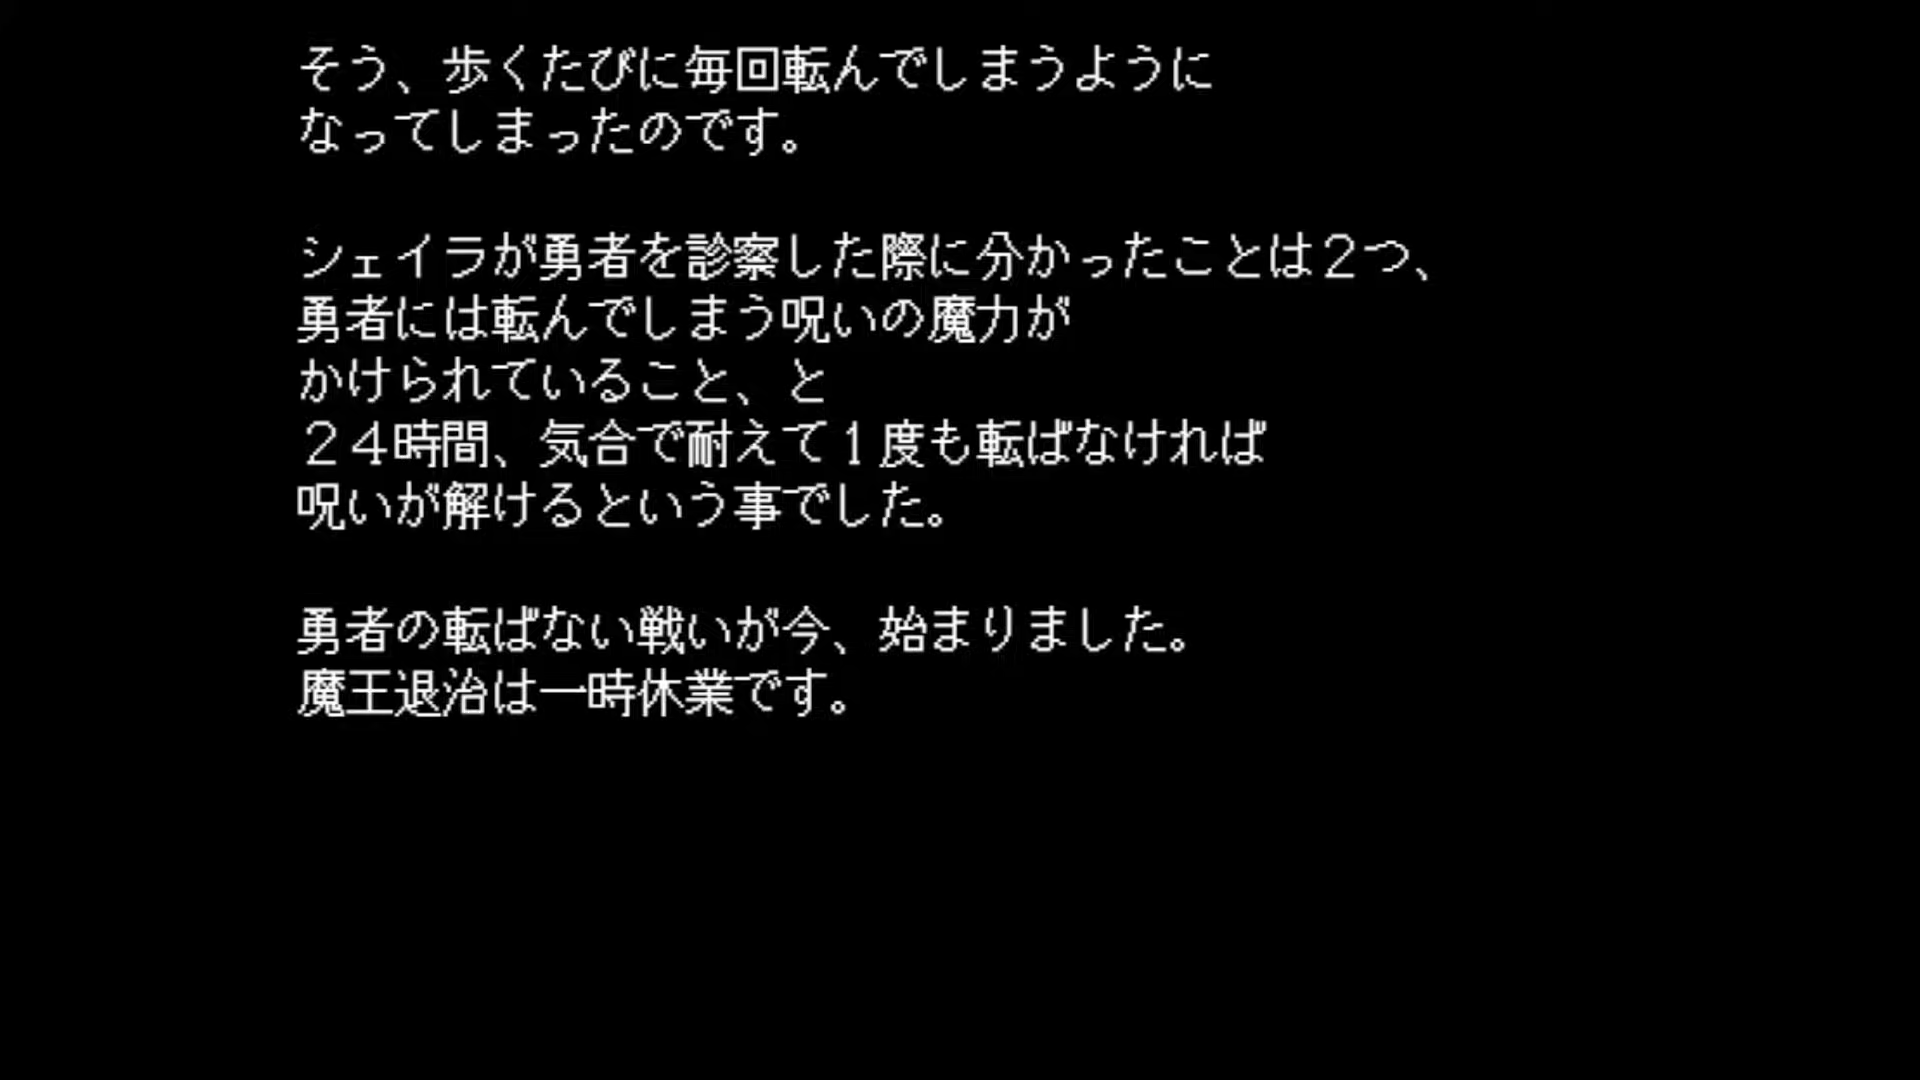 そう、歩くたびに毎回転んでしまうように
なってしまったのです。
シェイラが勇者を診察した際に分かったことは２つ、
勇者には転んでしまう呪いの魔力が
かけられていること、と
２４時間、気合で耐えて１度も転ばなければ
呪いが解けるという事でした。
勇者の転ばない戦いが今、始まりました。
魔王退治は一時休業です。